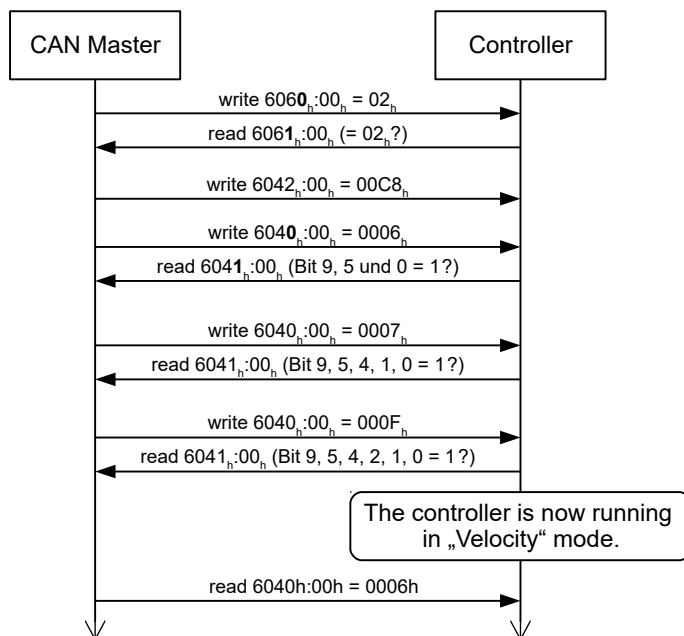 CAN Master
Controller
write 6060h:00h = 02h
read 6061h:00h (= 02h?)
write 6042h:00h = 00C8h
write 6040h:00h = 0006h
read 6041h:00h (Bit 9, 5 und 0 = 1?)
write 6040h:00h = 0007h
read 6041h:00h (Bit 9, 5, 4, 1, 0 = 1?)
write 6040h:00h = 000Fh
read 6041h:00h (Bit 9, 5, 4, 2, 1, 0 = 1?)
The controller is now running
in „Velocity“ mode.
read 6040h:00h = 0006h